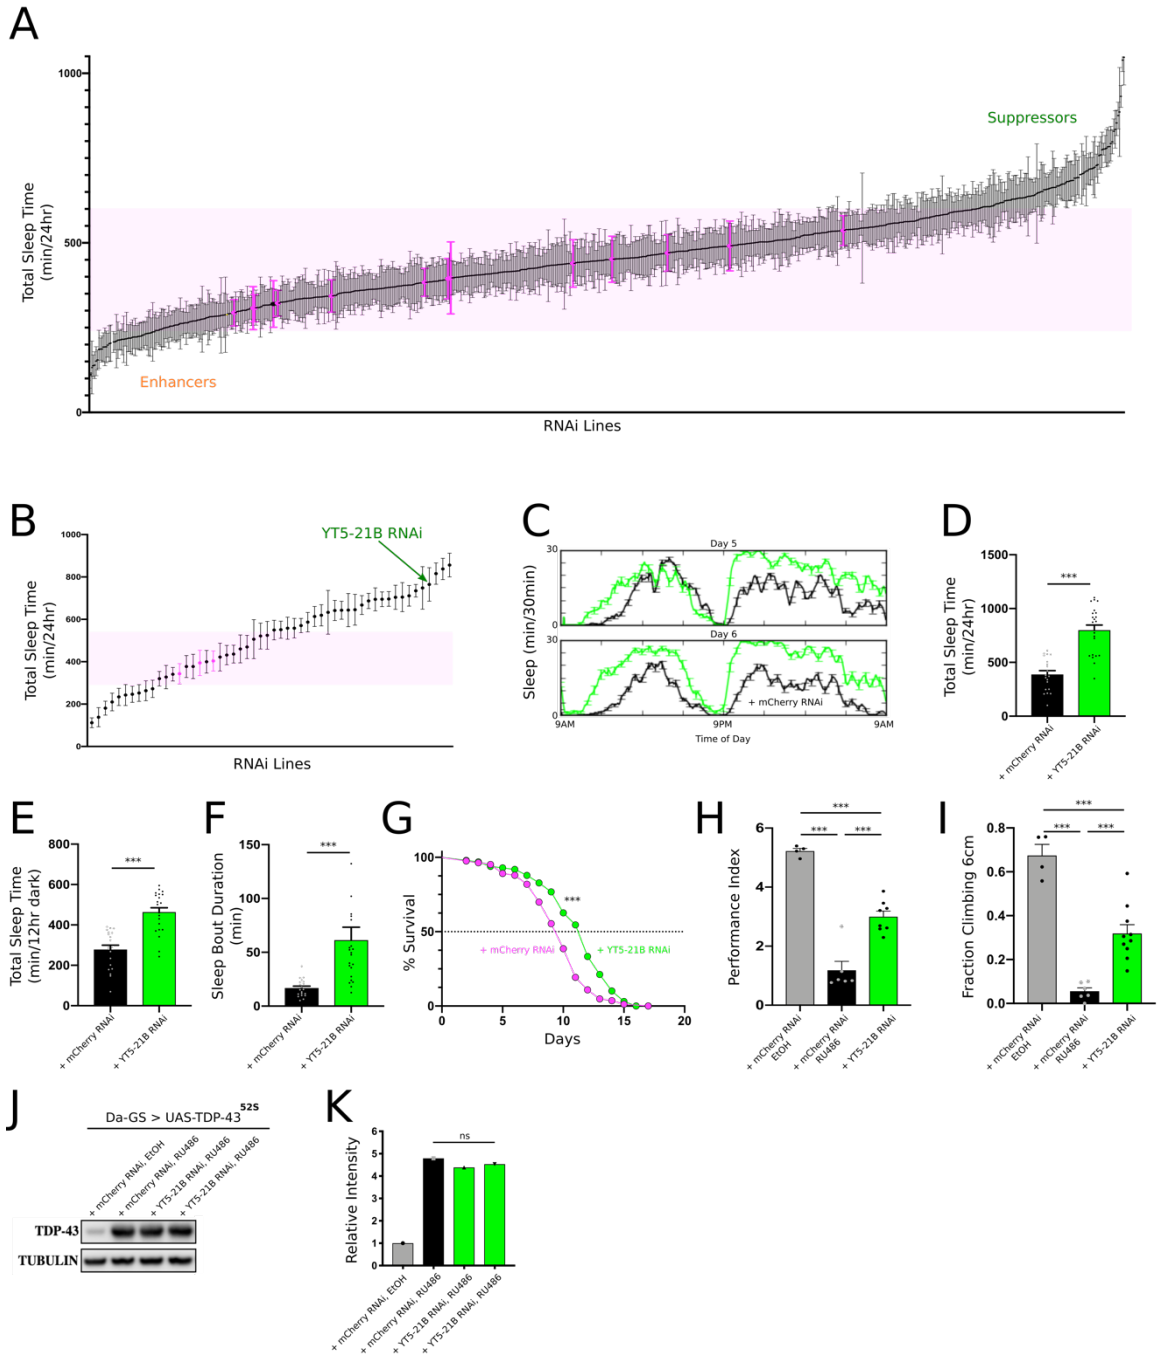 A
1000
500
0
Total Sleep Time
(min/24hr)
Suppressors
Enhancers
RNAi Lines
B
1000
800
600
400
200
0
Total Sleep Time
(min/24hr)
YT5-21B RNAi
RNAi Lines
C
Day 5
30
0
Day 6
30
0
Sleep (min/30min)
+ mCherry RNAi
9AM 9PM 9AM
Time of Day
D
1500
1000
500
0
Total Sleep Time
(min/24hr)
***
+ mCherry RNAi
+ YT5-21B RNAi
E
800
600
400
200
0
Total Sleep Time
(min/12hr dark)
***
+ mCherry RNAi
+ YT5-21B RNAi
F
150
100
50
0
Sleep Bout Duration
(min)
***
+ mCherry RNAi
+ YT5-21B RNAi
G
100
50
0
% Survival
***
+ mCherry RNAi
+ YT5-21B RNAi
0 5 10 15 20
Days
H
6
4
2
0
Performance Index
***
*** ***
+ mCherry RNAi
EtOH
+ mCherry RNAi
RU486
+ YT5-21B RNAi
I
0.8
0.6
0.4
0.2
0.0
Fraction Climbing 6cm
***
*** ***
+ mCherry RNAi
EtOH
+ mCherry RNAi
RU486
+ YT5-21B RNAi
J
Da-GS > UAS-TDP-43 52S
+ mCherry RNAi, EtOH
+ mCherry RNAi, RU486
+ YT5-21B RNAi, RU486
+ YT5-21B RNAi, RU486
TDP-43
TUBULIN
K
6
5
4
3
2
1
0
Relative Intensity
ns
+ mCherry RNAi, EtOH
+ mCherry RNAi, RU486
+ YT5-21B RNAi, RU486
+ YT5-21B RNAi, RU486